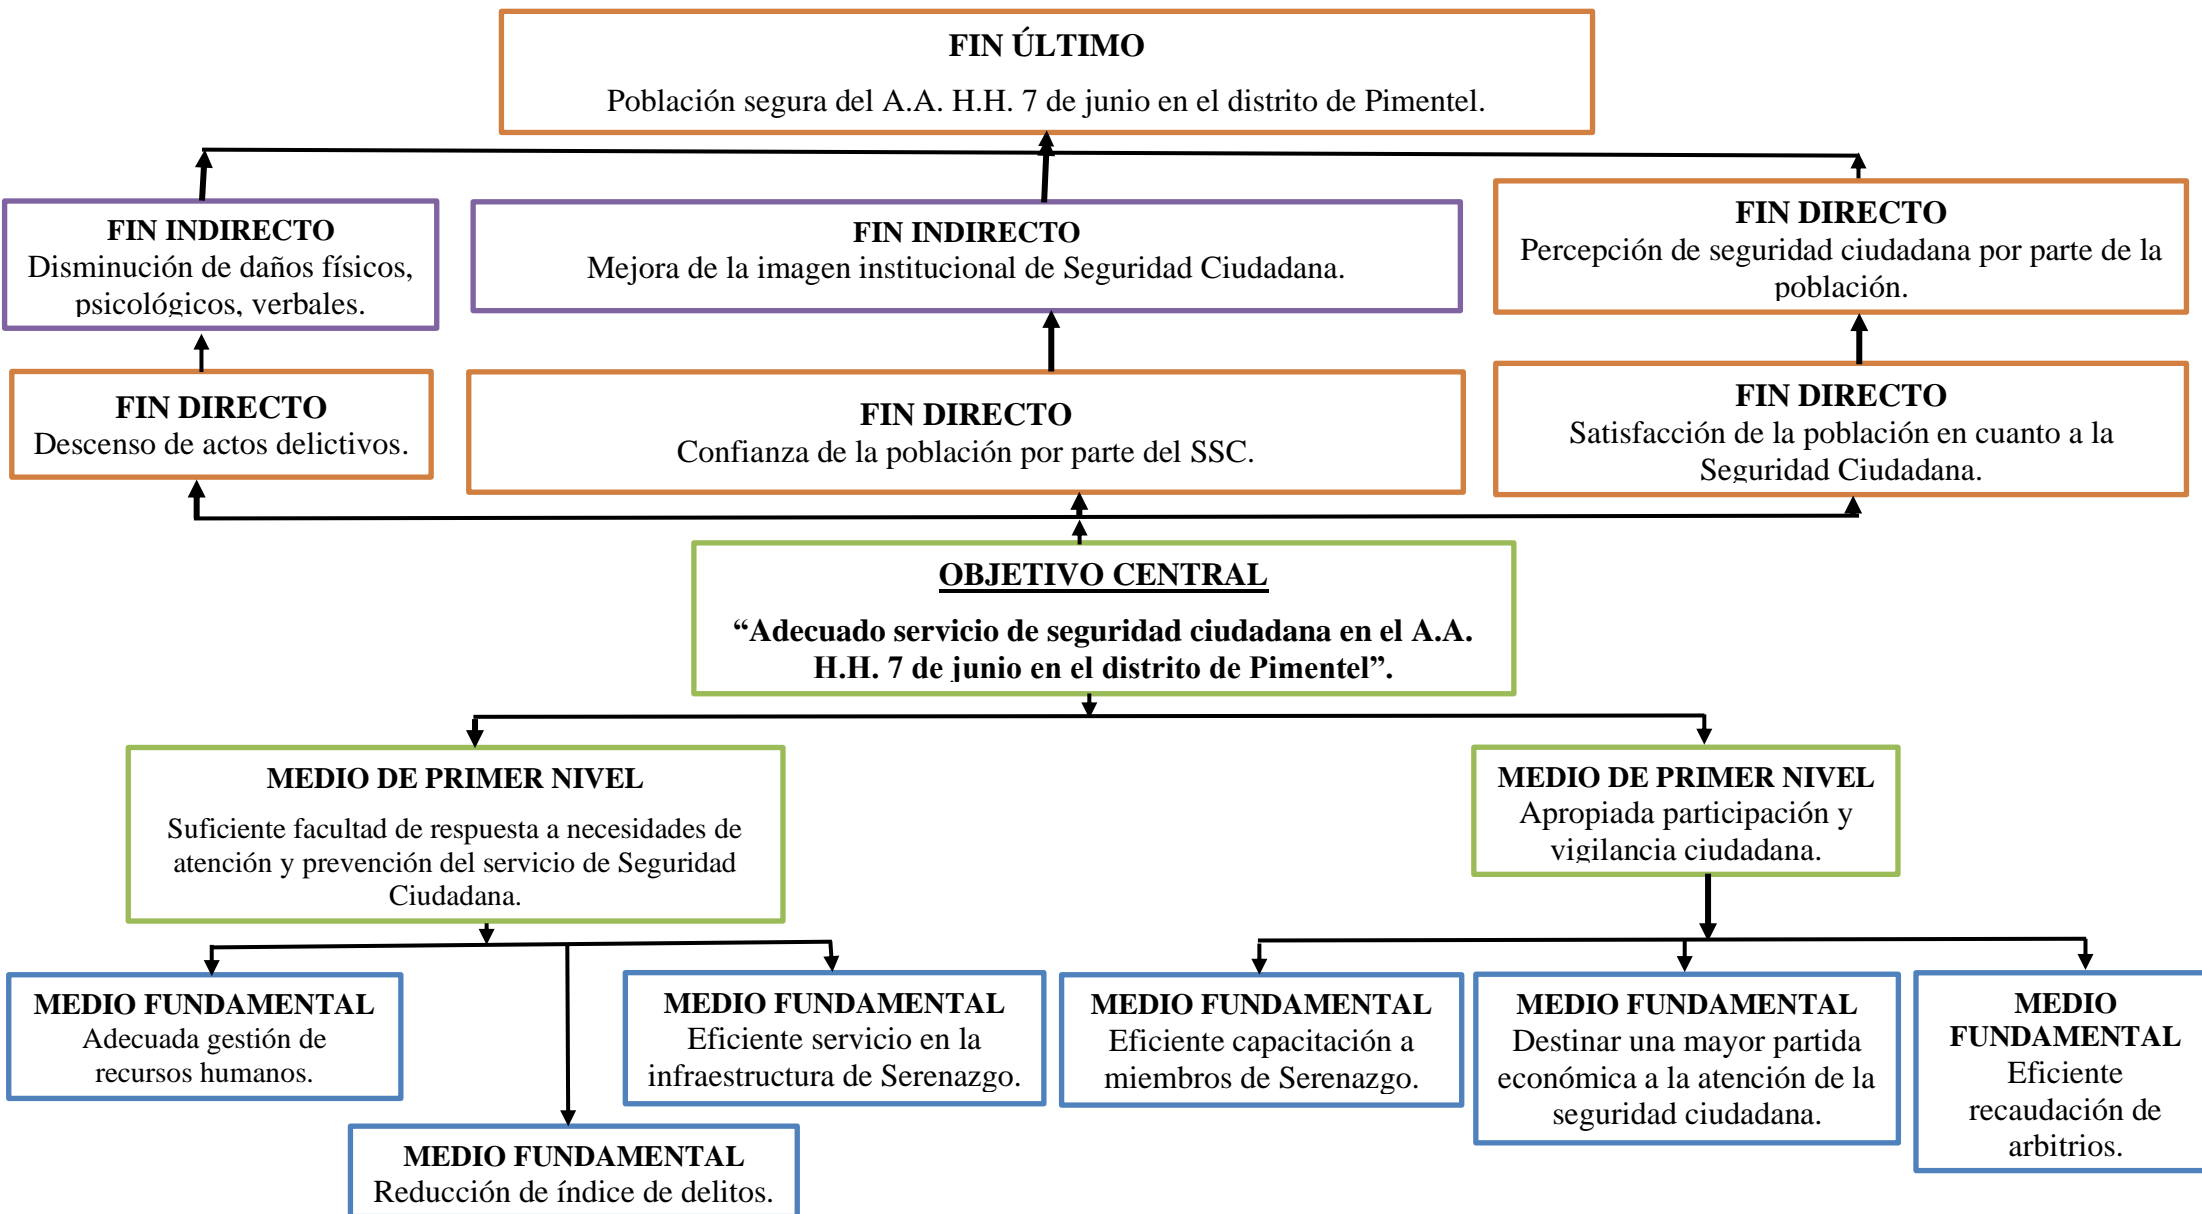 FIN ÚLTIMO
Población segura del A.A. H.H. 7 de junio en el distrito de Pimentel.
FIN INDIRECTO
Disminución de daños físicos,
psicológicos, verbales.
FIN INDIRECTO
Mejora de la imagen institucional de Seguridad Ciudadana.
FIN DIRECTO
Percepción de seguridad ciudadana por parte de la
población.
FIN DIRECTO
Descenso de actos delictivos.
FIN DIRECTO
Confianza de la población por parte del SSC.
FIN DIRECTO
Satisfacción de la población en cuanto a la
Seguridad Ciudadana.
OBJETIVO CENTRAL
“Adecuado servicio de seguridad ciudadana en el A.A.
H.H. 7 de junio en el distrito de Pimentel”.
MEDIO DE PRIMER NIVEL
Suficiente facultad de respuesta a necesidades de
atención y prevención del servicio de Seguridad
Ciudadana.
MEDIO DE PRIMER NIVEL
Apropiada participación y
vigilancia ciudadana.
MEDIO FUNDAMENTAL
Adecuada gestión de
recursos humanos.
MEDIO FUNDAMENTAL
Reducción de índice de delitos.
MEDIO FUNDAMENTAL
Eficiente servicio en la
infraestructura de Serenazgo.
MEDIO FUNDAMENTAL
Eficiente capacitación a
miembros de Serenazgo.
MEDIO FUNDAMENTAL
Destinar una mayor partida
económica a la atención de la
seguridad ciudadana.
MEDIO
FUNDAMENTAL
Eficiente
recaudación de
arbitrios.